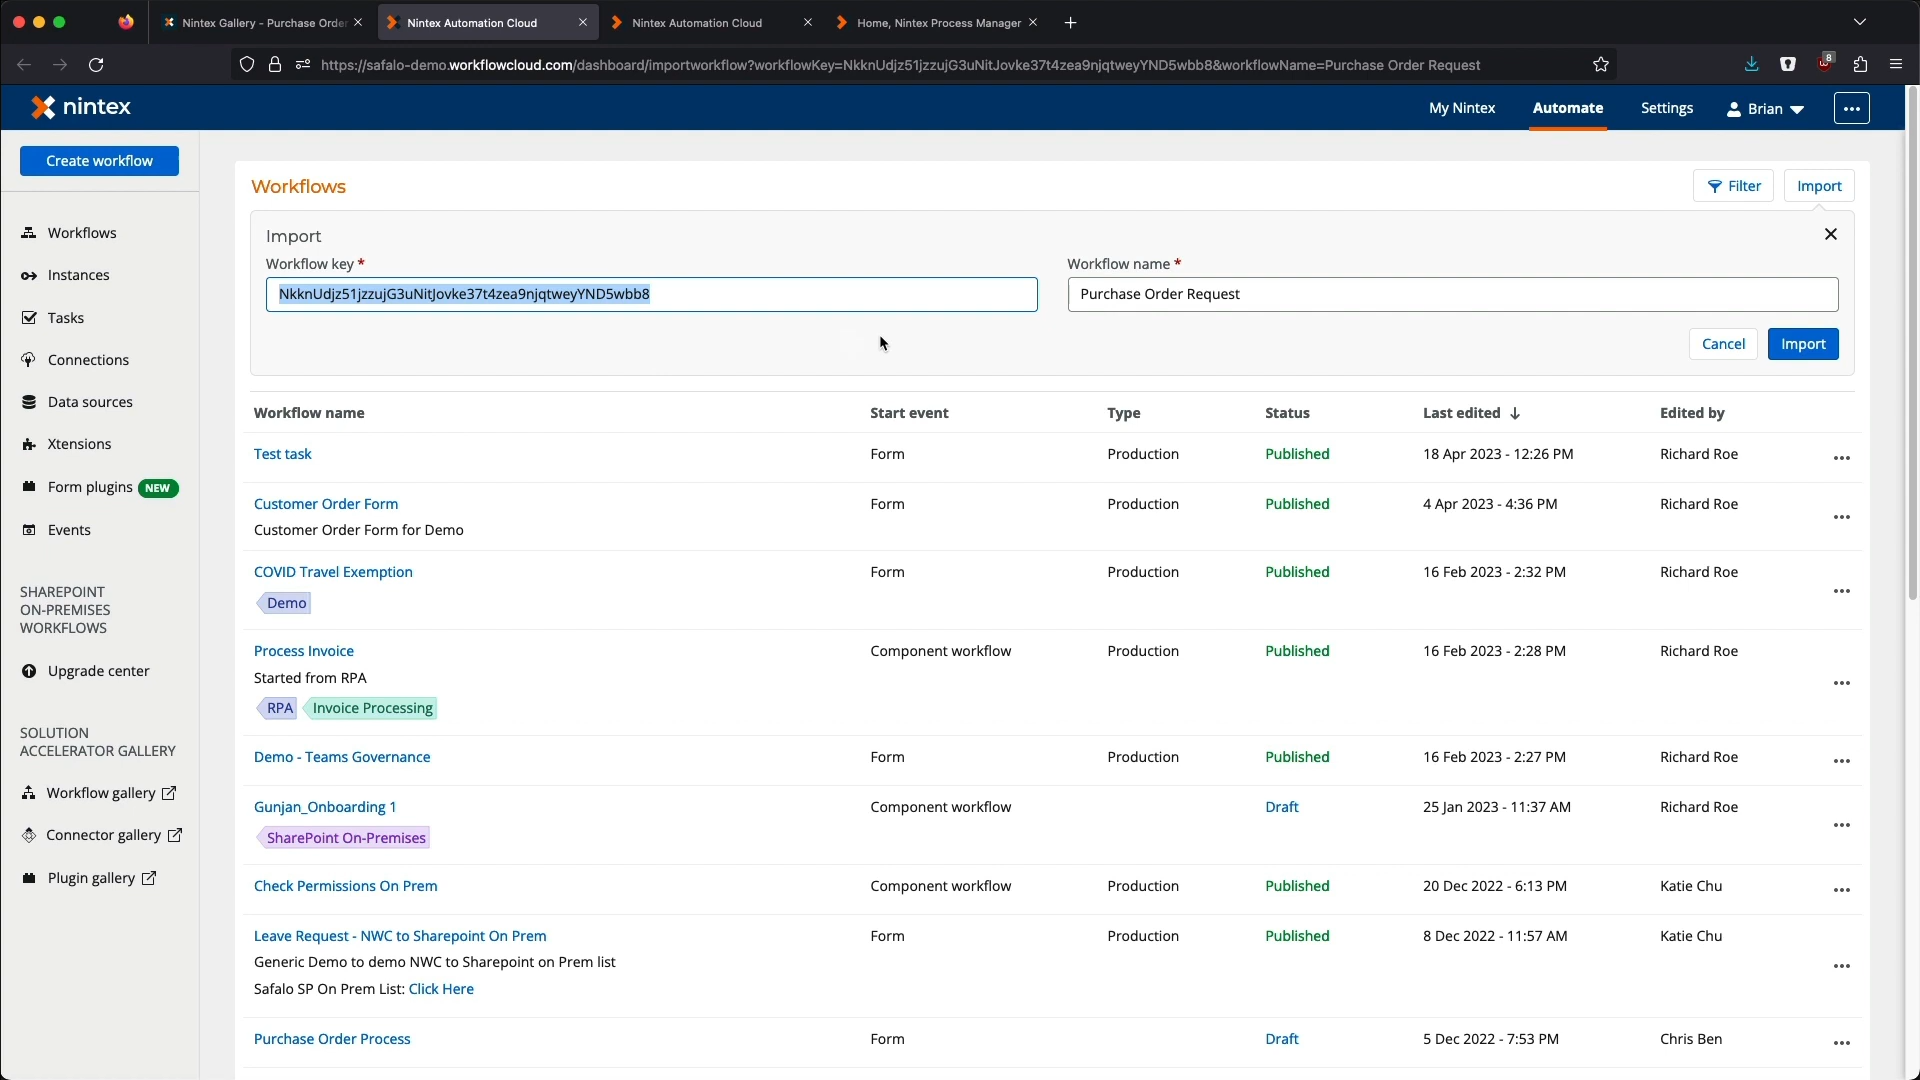 Nintex Gallery - Purchase Order
Nintex Automation Cloud
Nintex Automation Cloud
Home, Nintex Process Manager
https://safalo-demo.workflowcloud.com/dashboard/importworkflow?workflowKey=NkknUdjz51jzzujG3uNitJovke37t4zea9njqtweyYND5wbb8&workflowName=Purchase Order Request
8
nintex
My Nintex
Automate
Settings
Brian
Create workflow
Workflows
Instances
Tasks
Connections
Data sources
Xtensions
Form plugins NEW
Events
SHAREPOINT
ON-PREMISES
WORKFLOWS
Upgrade center
SOLUTION
ACCELERATOR GALLERY
Workflow gallery
Connector gallery
Plugin gallery
Workflows
Filter
Import
Import
Workflow key *
Workflow name *
NkknUdjz51jzzujG3uNitJovke37t4zea9njqtweyYND5wbb8
Purchase Order Request
Cancel
Import
Workflow name Start event Type Status Last edited Edited by
Test task Form Production Published 18 Apr 2023 - 12:26 PM Richard Roe
Customer Order Form Form Production Published 4 Apr 2023 - 4:36 PM Richard Roe
Customer Order Form for Demo
COVID Travel Exemption Form Production Published 16 Feb 2023 - 2:32 PM Richard Roe
Demo
Process Invoice Component workflow Production Published 16 Feb 2023 - 2:28 PM Richard Roe
Started from RPA
RPA Invoice Processing
Demo - Teams Governance Form Production Published 16 Feb 2023 - 2:27 PM Richard Roe
Gunjan_Onboarding 1 Component workflow Draft 25 Jan 2023 - 11:37 AM Richard Roe
SharePoint On-Premises
Check Permissions On Prem Component workflow Production Published 20 Dec 2022 - 6:13 PM Katie Chu
Leave Request - NWC to Sharepoint On Prem Form Production Published 8 Dec 2022 - 11:57 AM Katie Chu
Generic Demo to demo NWC to Sharepoint on Prem list
Safalo SP On Prem List: Click Here
Purchase Order Process Form Draft 5 Dec 2022 - 7:53 PM Chris Ben